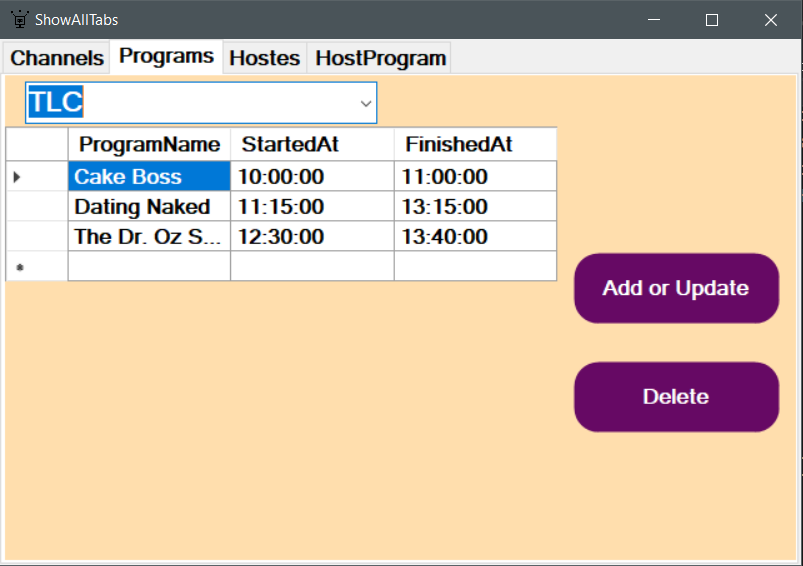 ShowAllTabs
Channels Programs Hostes HostProgram
TLC
ProgramName StartedAt FinishedAt
Cake Boss 10:00:00 11:00:00
Dating Naked 11:15:00 13:15:00
The Dr. Oz S... 12:30:00 13:40:00
Add or Update
Delete